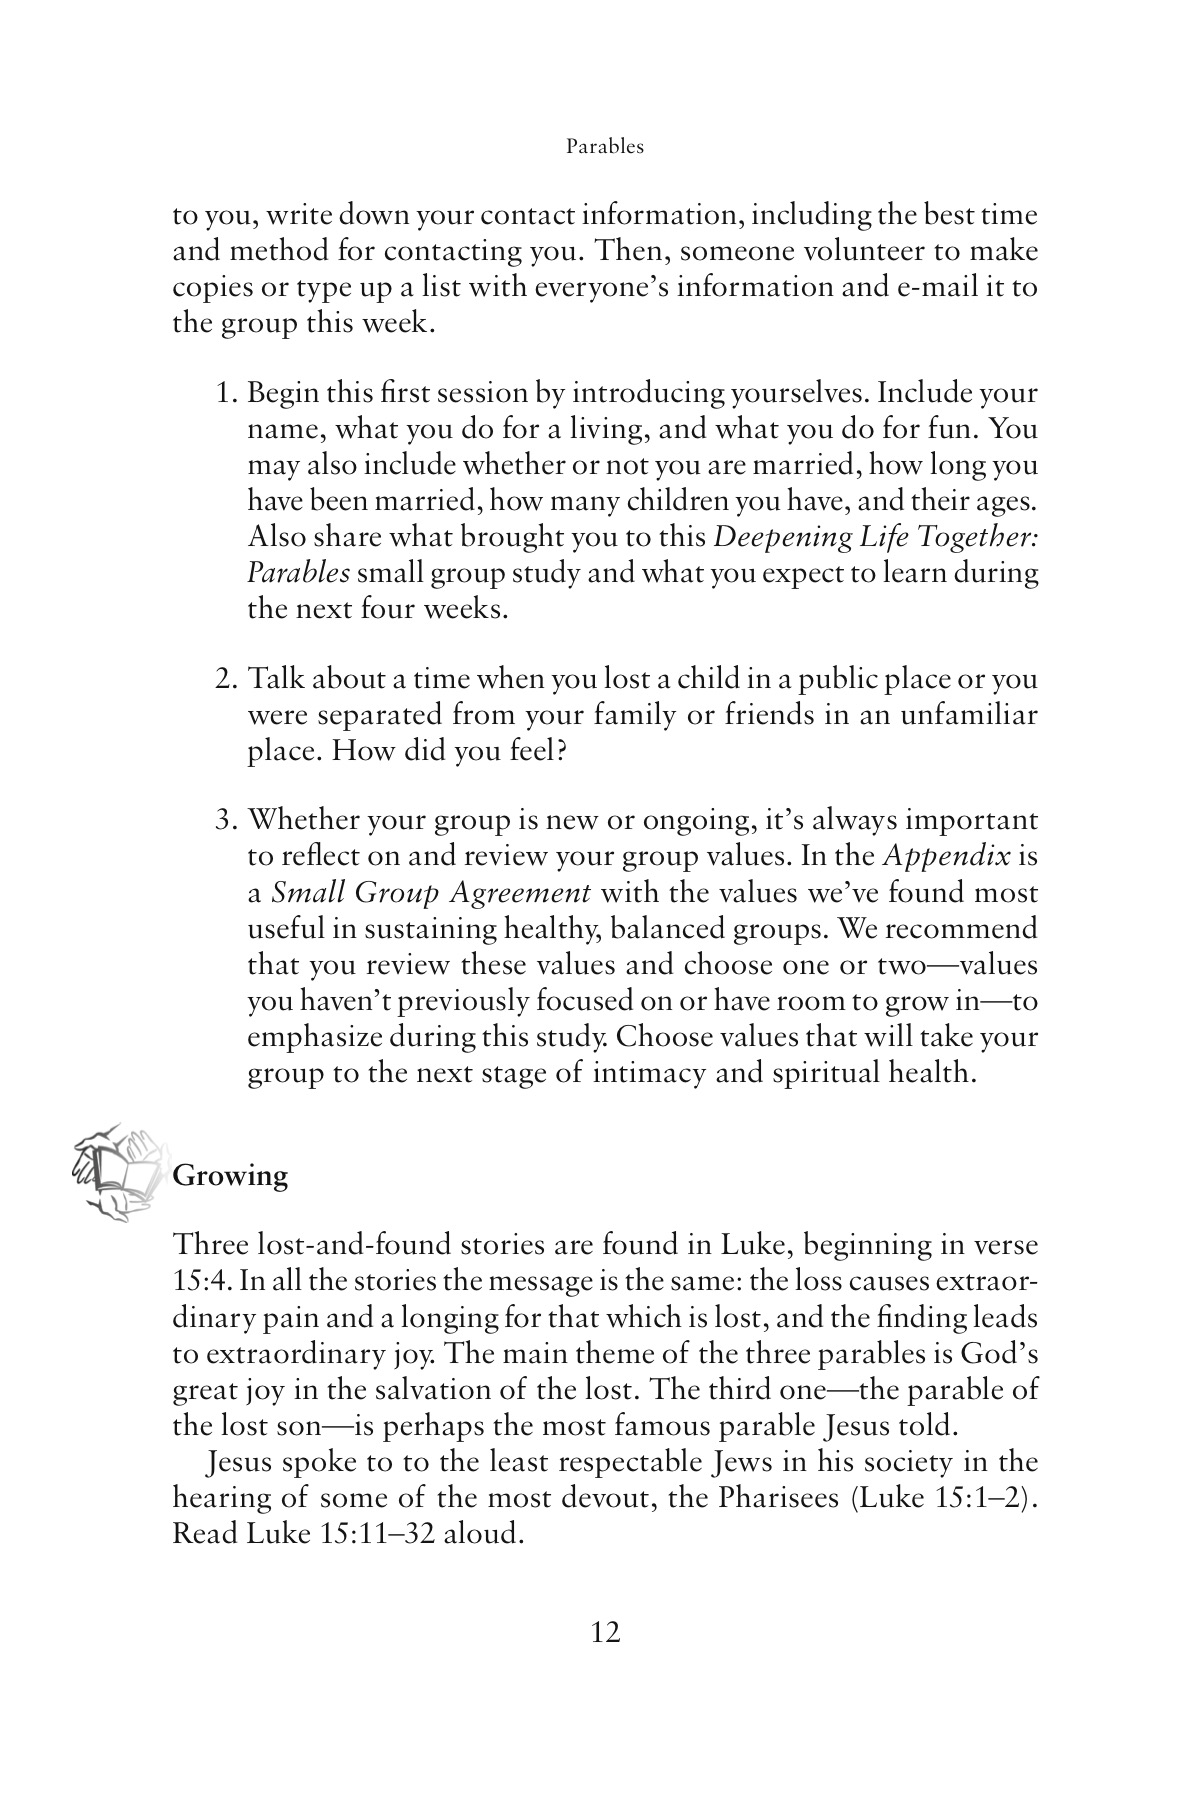 Parables
to you, write down your contact information, including the best time
and method for contacting you. Then, someone volunteer to make
copies or type up a list with everyone’s information and e-mail it to
the group this week.
1. Begin this first session by introducing yourselves. Include your
name, what you do for a living, and what you do for fun. You
may also include whether or not you are married, how long you
have been married, how many children you have, and their ages.
Also share what brought you to this Deepening Life Together:
Parables small group study and what you expect to learn during
the next four weeks.
2. Talk about a time when you lost a child in a public place or you
were separated from your family or friends in an unfamiliar
place. How did you feel?
3. Whether your group is new or ongoing, it’s always important
to reflect on and review your group values. In the Appendix is
a Small Group Agreement with the values we’ve found most
useful in sustaining healthy, balanced groups. We recommend
that you review these values and choose one or two—values
you haven’t previously focused on or have room to grow in—to
emphasize during this study. Choose values that will take your
group to the next stage of intimacy and spiritual health.
Growing
Three lost-and-found stories are found in Luke, beginning in verse
15:4. In all the stories the message is the same: the loss causes extraor-
dinary pain and a longing for that which is lost, and the finding leads
to extraordinary joy. The main theme of the three parables is God’s
great joy in the salvation of the lost. The third one—the parable of
the lost son—is perhaps the most famous parable Jesus told.
Jesus spoke to to the least respectable Jews in his society in the
hearing of some of the most devout, the Pharisees (Luke 15:1–2).
Read Luke 15:11–32 aloud.
12